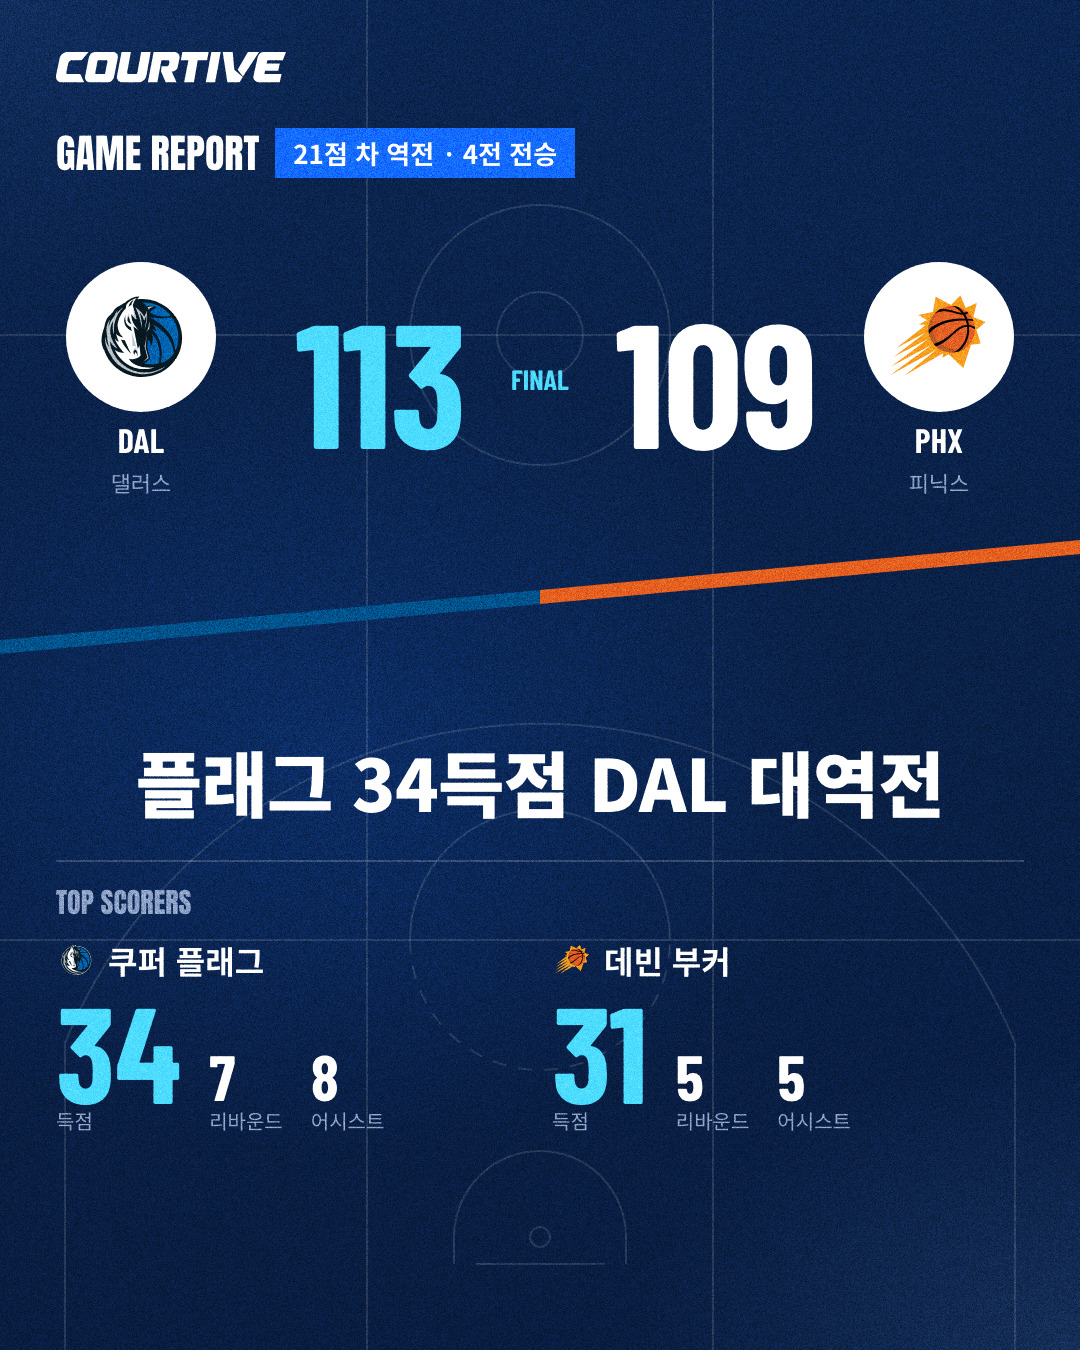 COURTIVE
GAME REPORT 21점 차 역전 · 4전 전승
113 FINAL 109
DAL PHX
댈러스 피닉스
플래그 34득점 DAL 대역전
TOP SCORERS
쿠퍼 플래그 데빈 부커
34 7 8 31 5 5
득점 리바운드 어시스트 득점 리바운드 어시스트